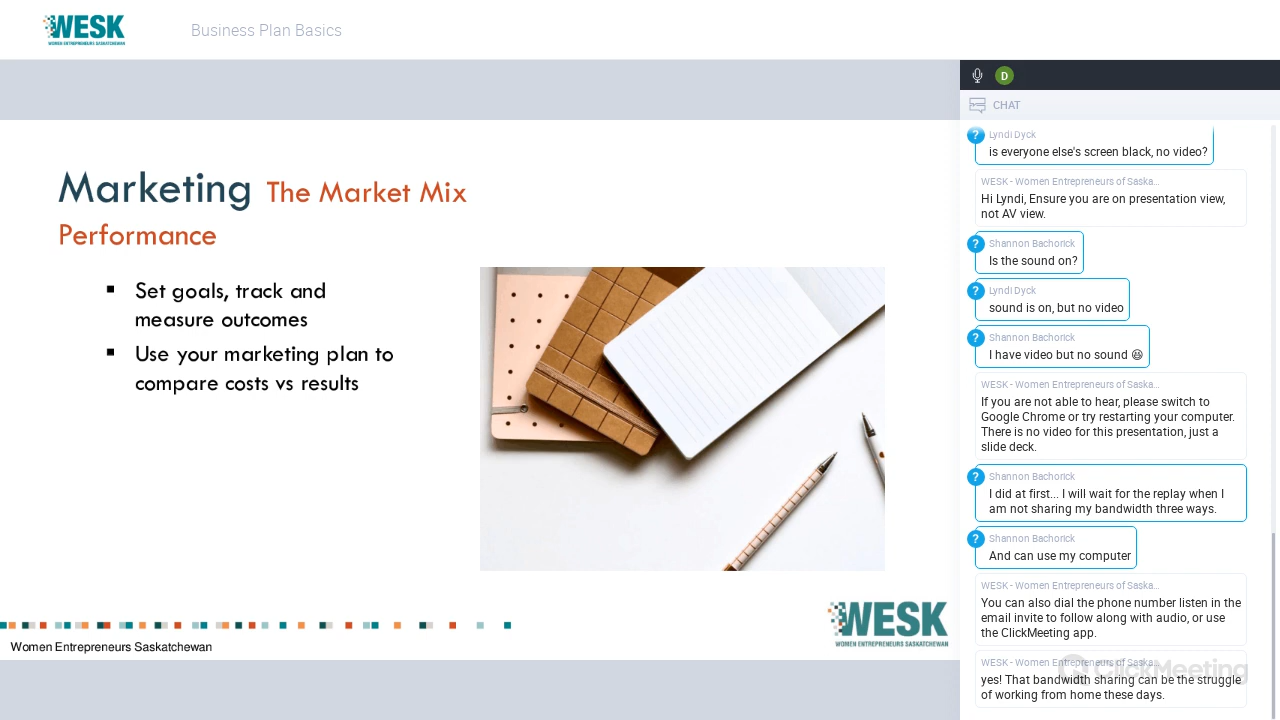 WESK
WOMEN ENTREPRENEURS SASKATCHEWAN
Business Plan Basics
Marketing The Market Mix
Performance
Set goals, track and
measure outcomes
Use your marketing plan to
compare costs vs results
WESK
WOMEN ENTREPRENEURS SASKATCHEWAN
Women Entrepreneurs Saskatchewan
D
CHAT
? Lyndi Dyck
is everyone else's screen black, no video?
WESK - Women Entrepreneurs of Saska...
Hi Lyndi, Ensure you are on presentation view,
not AV view.
? Shannon Bachorick
Is the sound on?
? Lyndi Dyck
sound is on, but no video
? Shannon Bachorick
I have video but no sound 😆
WESK - Women Entrepreneurs of Saska...
If you are not able to hear, please switch to
Google Chrome or try restarting your computer.
There is no video for this presentation, just a
slide deck.
? Shannon Bachorick
I did at first... I will wait for the replay when I
am not sharing my bandwidth three ways.
? Shannon Bachorick
And can use my computer
WESK - Women Entrepreneurs of Saska...
You can also dial the phone number listen in the
email invite to follow along with audio, or use
the ClickMeeting app.
WESK - Women Entrepreneurs of Saska...
yes! That bandwidth sharing can be the struggle
of working from home these days.
ClickMeeting